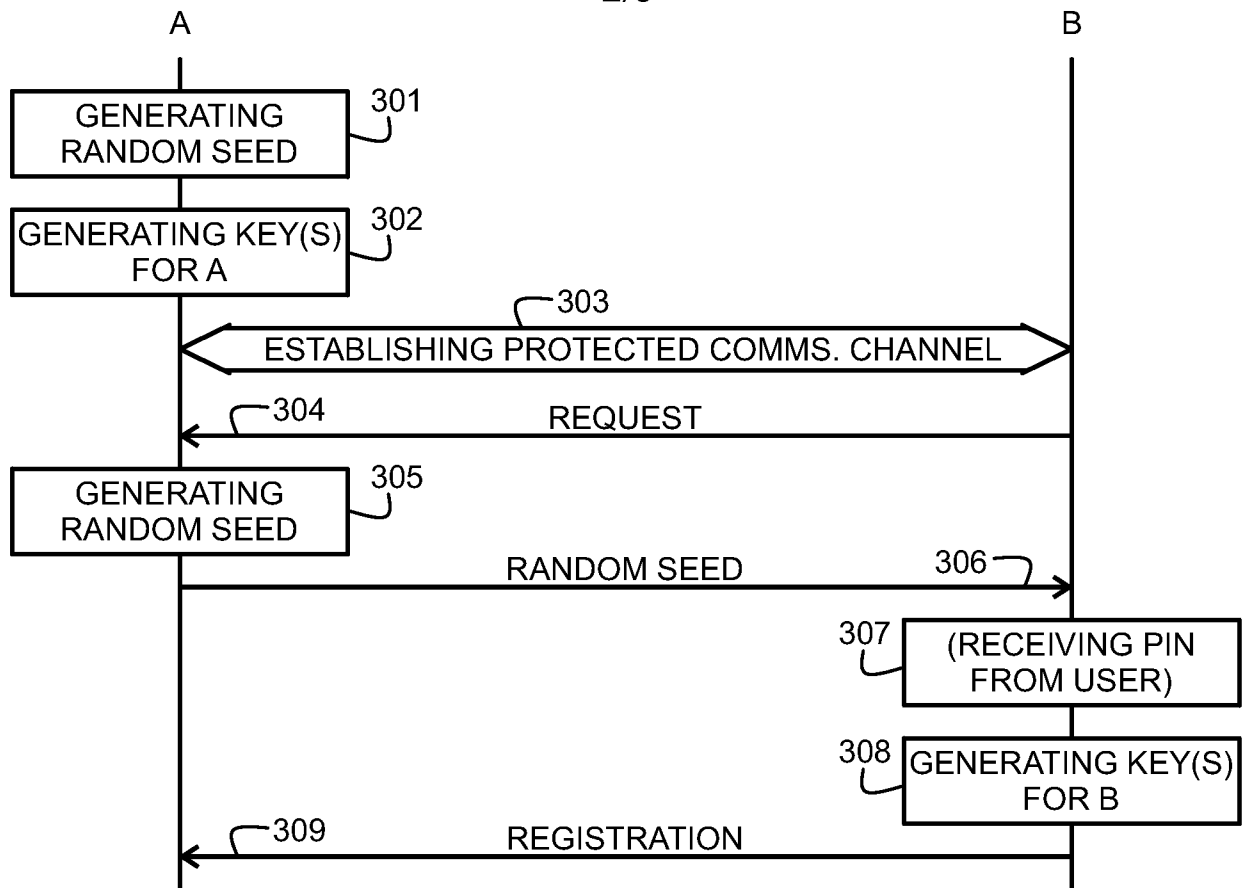 A
B
GENERATING
RANDOM SEED
301
GENERATING KEY(S)
FOR A
302
303
ESTABLISHING PROTECTED COMMS. CHANNEL
304
REQUEST
GENERATING
RANDOM SEED
305
RANDOM SEED
306
307
(RECEIVING PIN
FROM USER)
308
GENERATING KEY(S)
FOR B
309
REGISTRATION